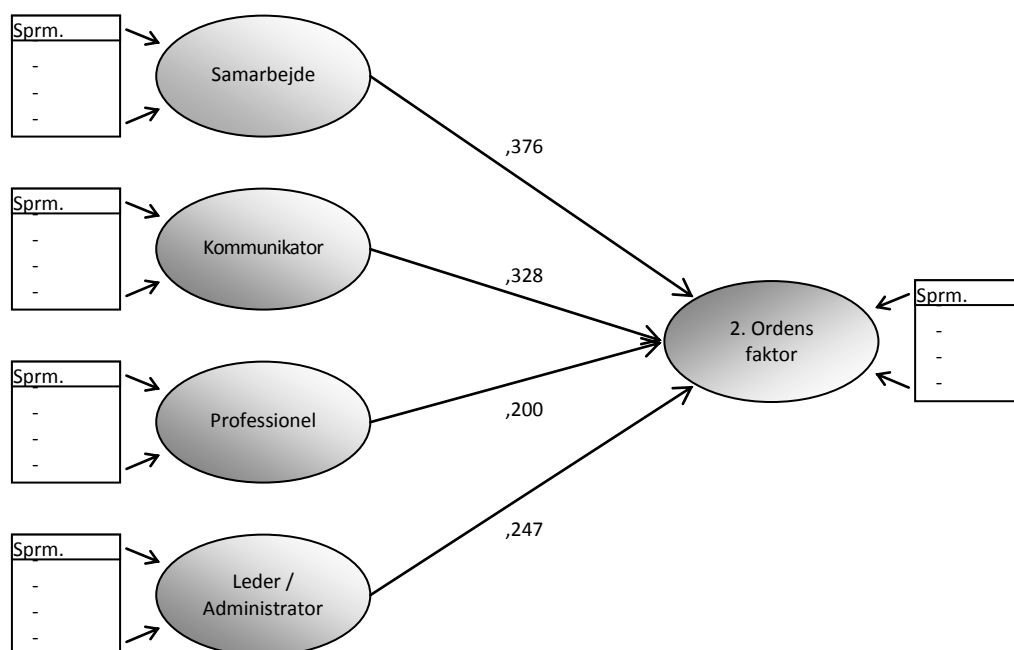 Sprm.
-
-
-
Samarbejde
,376
Sprm.
-
-
-
Kommunikator
,328
2. Ordens
faktor
Sprm.
-
-
-
Sprm.
-
-
-
Professionel
,200
Sprm.
-
-
-
Leder /
Administrator
,247